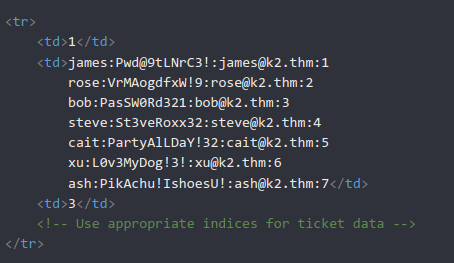 <tr>
<td>1</td>
<td>james:Pwd@9tLNrC3!:james@k2.thm:1
rose:VrMAogdfxW!9:rose@k2.thm:2
bob:PasSW0Rd321:bob@k2.thm:3
steve:St3veRoxx32:steve@k2.thm:4
cait:PartyAlLDaY!32:cait@k2.thm:5
xu:L0v3MyDog!3!:xu@k2.thm:6
ash:PikAchu!IshoesU!:ash@k2.thm:7</td>
<td>3</td>
<!-- Use appropriate indices for ticket data -->
</tr>